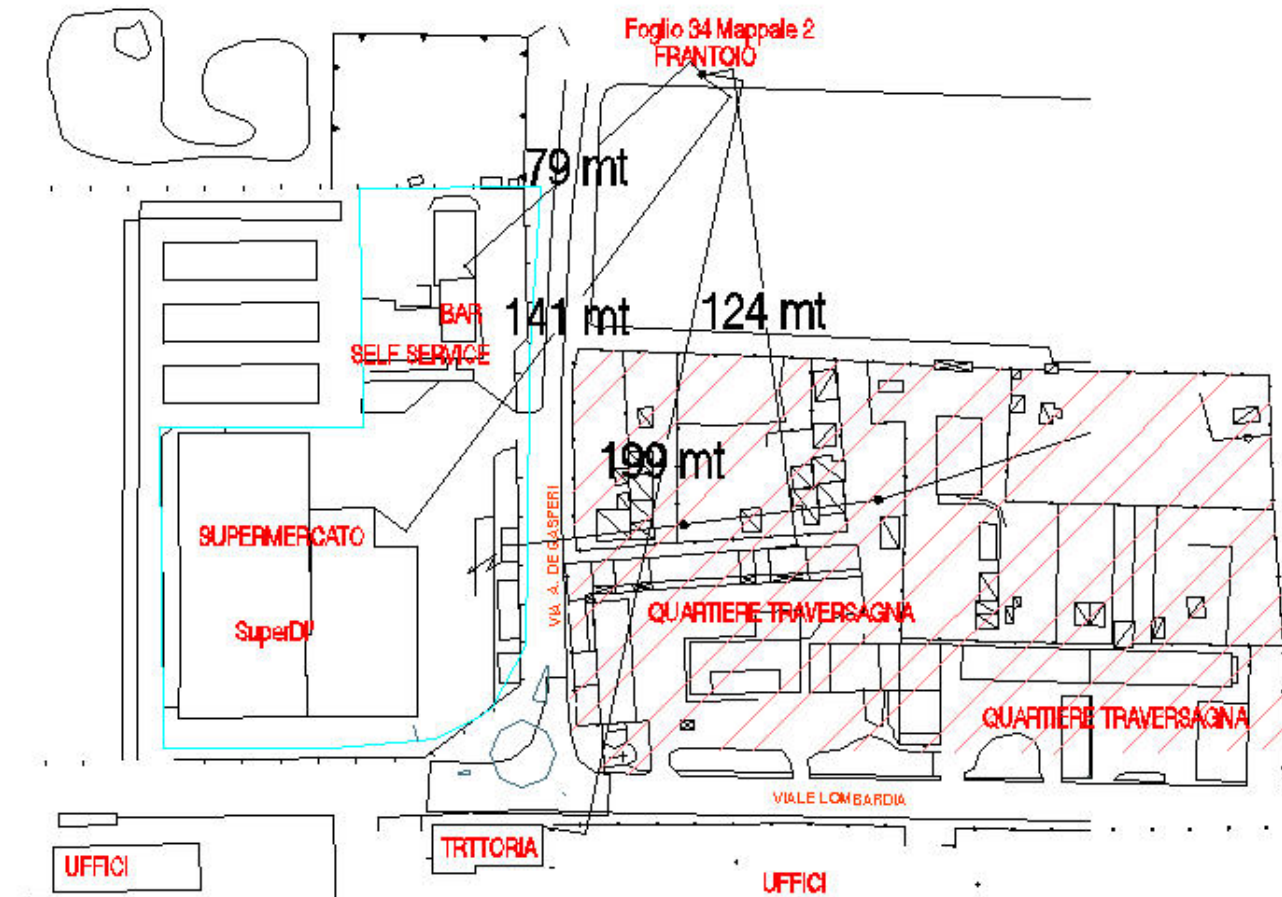 Foglio 34 Mappale 2
FRANTOIO
79 mt
BAR
141 mt
124 mt
SELF SERVICE
199 mt
VIA A. DE GASPERI
SUPERMERCATO
SuperDI'
QUARTIERE TRAVERSAGNA
QUARTIERE TRAVERSAGNA
VIALE LOMBARDIA
TRTTORIA
UFFICI
UFFICI